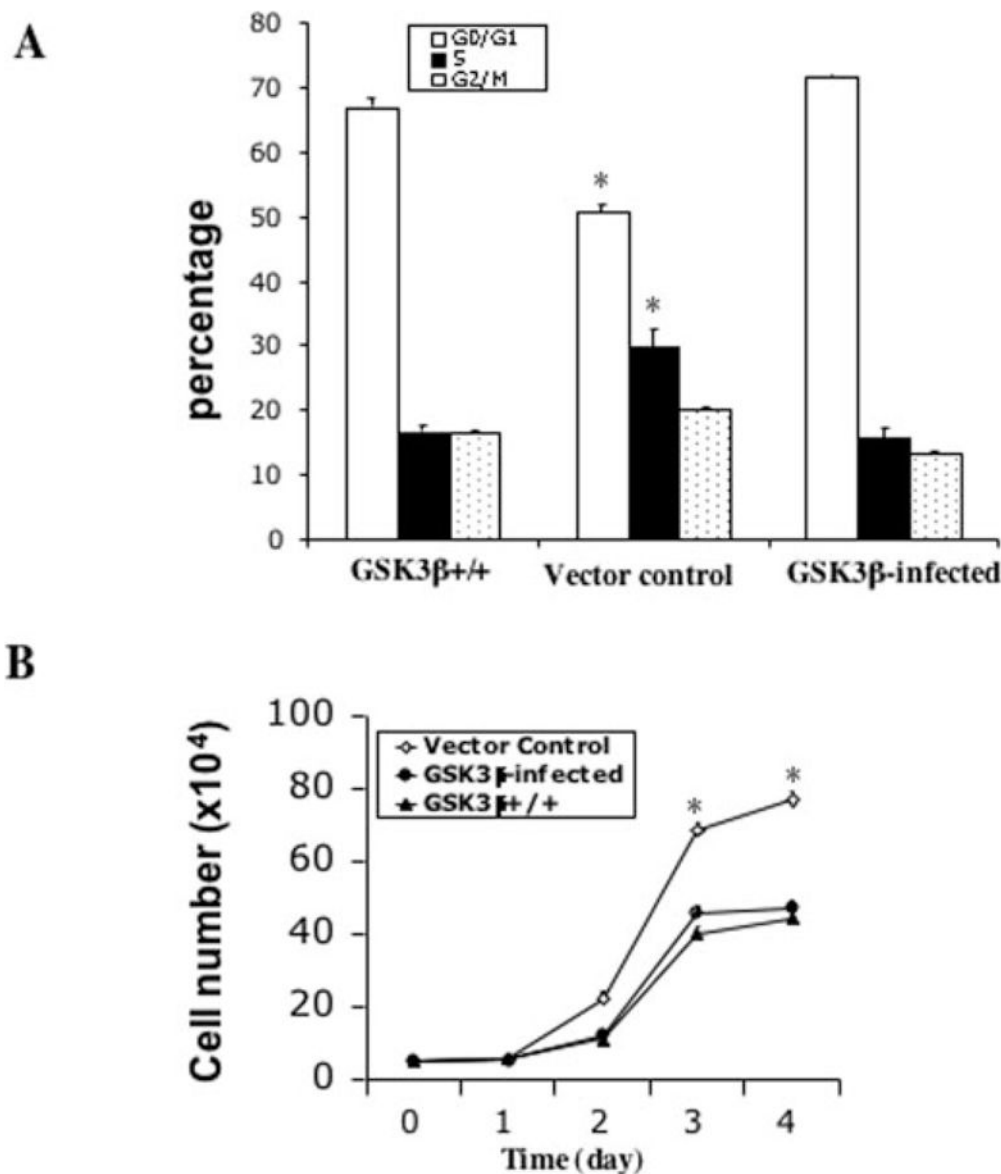 A
80
70
60
50
40
30
20
10
0
percentage
G0/G1
S
G2/M
*
*
GSK3β+/+
Vector control
GSK3β-infected
B
100
80
60
40
20
0
Cell number (x10⁴)
Vector Control
GSK3β-infected
GSK3β+/+
*
*
0 1 2 3 4
Time (day)